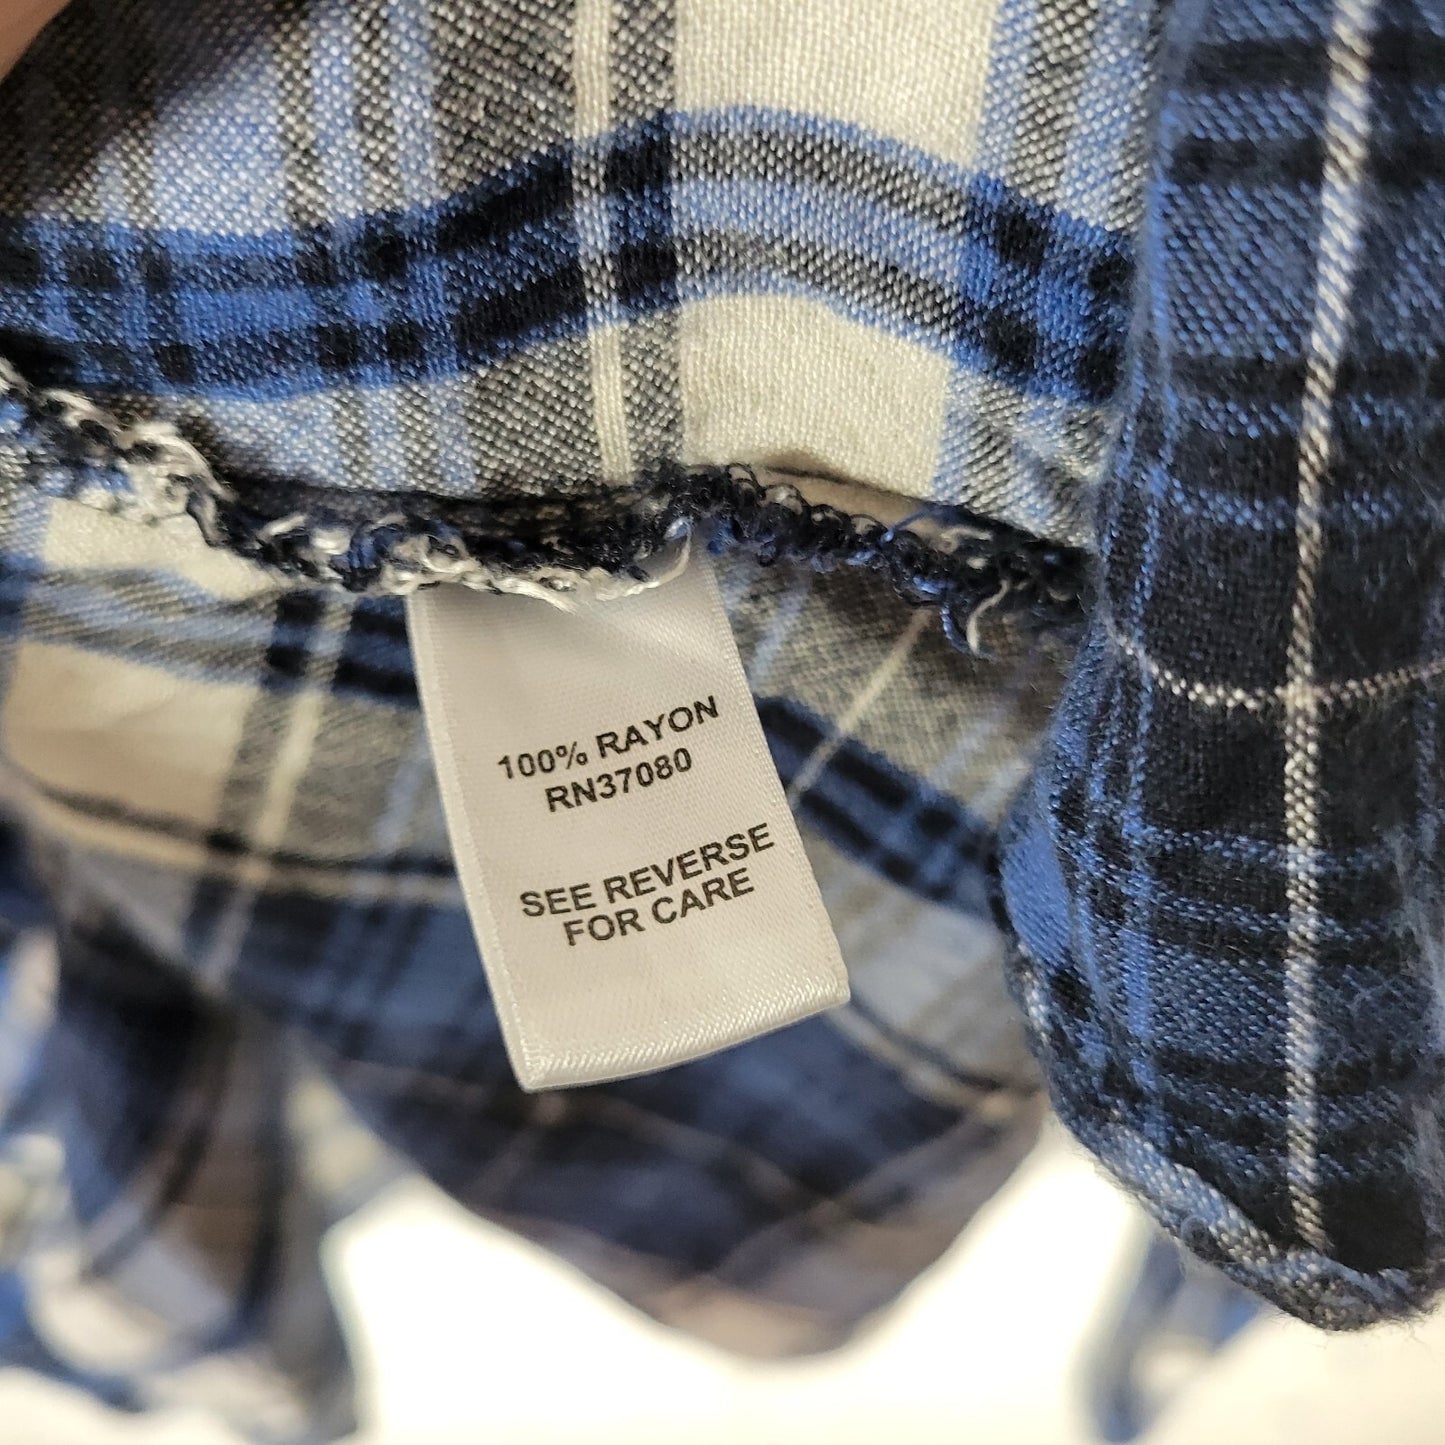 100% RAYON
RN37080
SEE REVERSE
FOR CARE